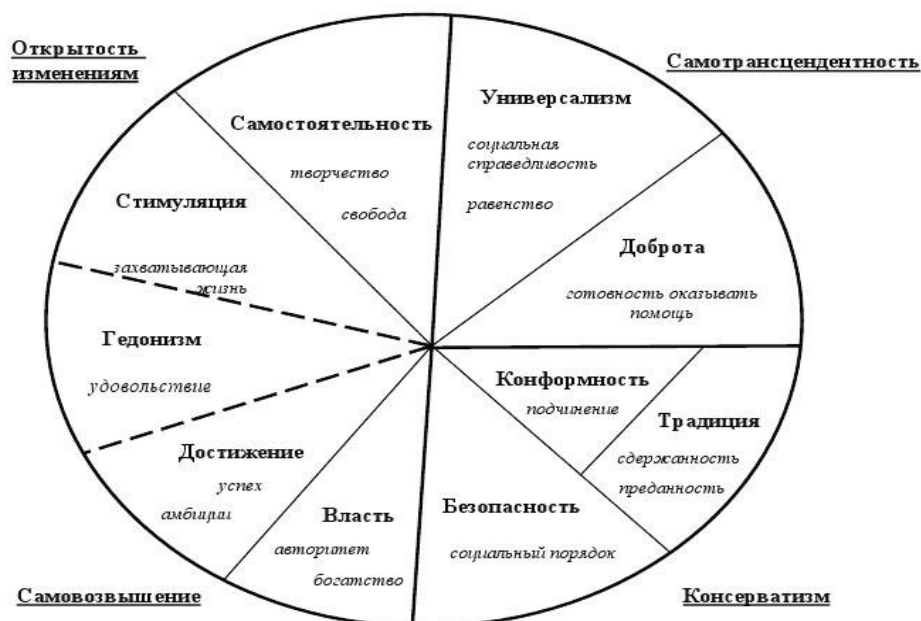 Открытость
изменениям
Самотрансцендентность
Универсализм
Самостоятельность
социальная
справедливость
творчество
равенство
свобода
Стимуляция
Доброта
захватывающая
жизнь
готовность оказывать
помощь
Гедонизм
удовольствие
Конформность
подчинение
Традиция
сдержанность
преданность
Достижение
успех
амбиции
Власть
авторитет
богатство
Безопасность
социальный порядок
Самовозвышение
Консерватизм